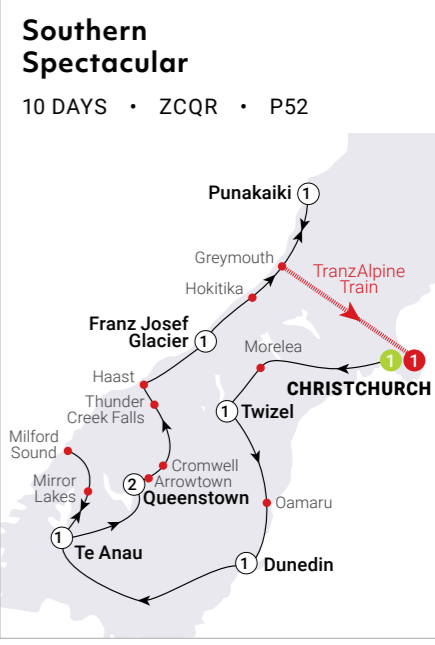 Southern
Spectacular
10 DAYS • ZCQR • P52
Punakaiki 1
Greymouth
TranzAlpine
Train
Hokitika
Franz Josef
Glacier 1
Morelea
1 1
CHRISTCHURCH
Haast
Thunder
Creek Falls
1 Twizel
Milford
Sound
Cromwell
Arrowtown
Mirror
Lakes
2
Queenstown
Oamaru
1
Te Anau
1 Dunedin